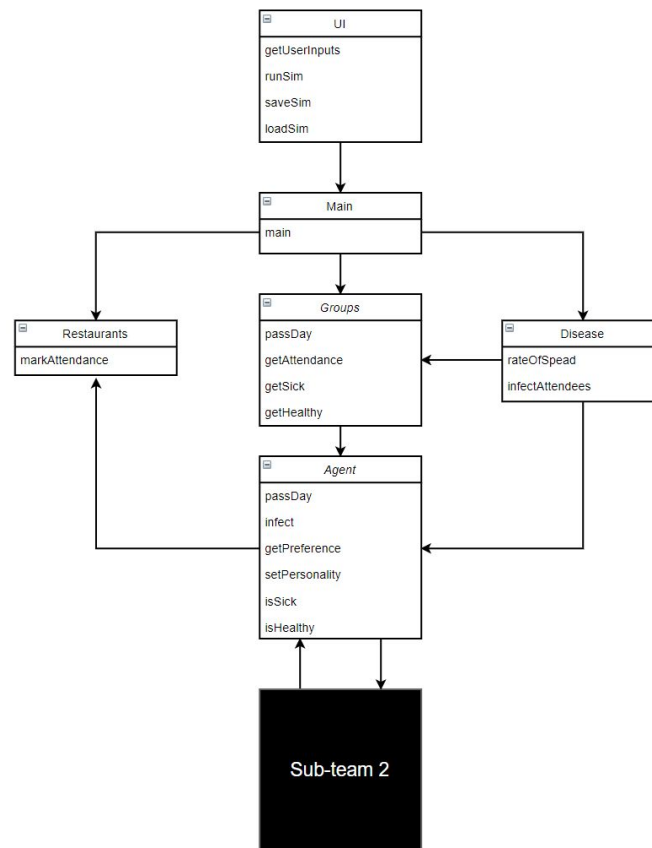 UI
getUserInputs
runSim
saveSim
loadSim
Main
main
Restaurants
markAttendance
Groups
passDay
getAttendance
getSick
getHealthy
Disease
rateOfSpead
infectAttendees
Agent
passDay
infect
getPreference
setPersonality
isSick
isHealthy
Sub-team 2